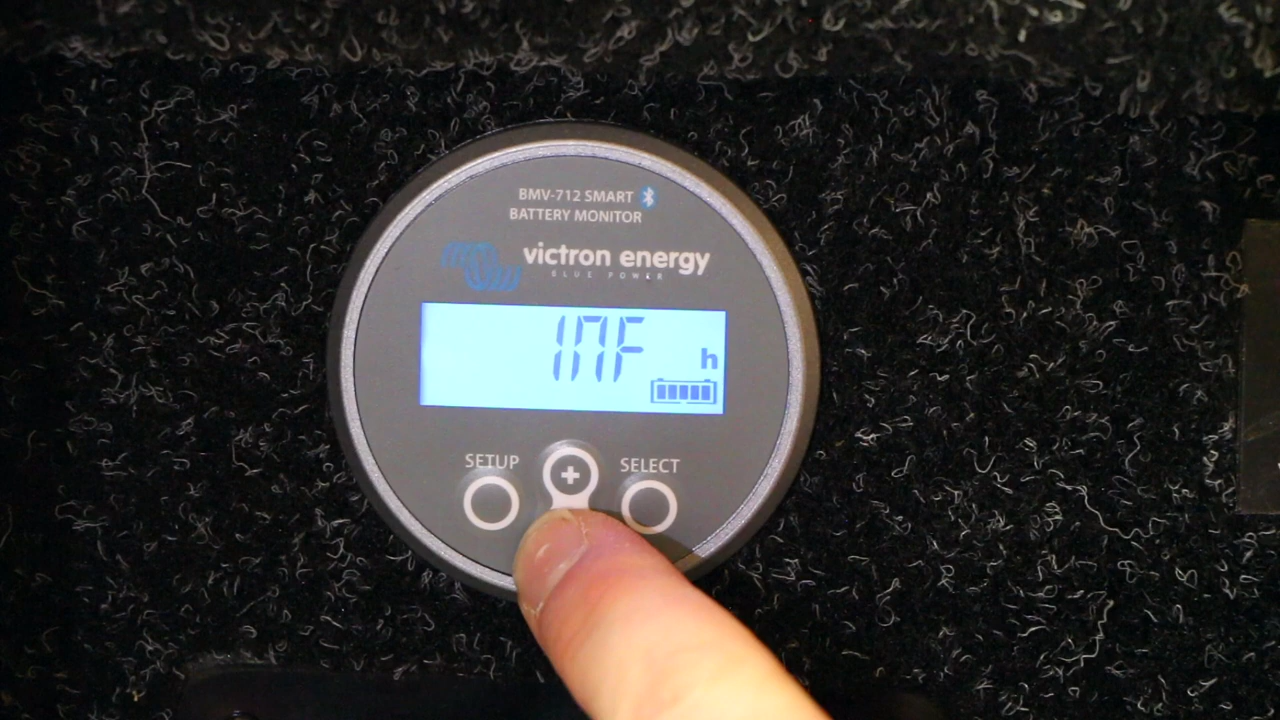 BMV-712 SMART
BATTERY MONITOR
victron energy
BLUE POWER
INF
h
SETUP
+
SELECT